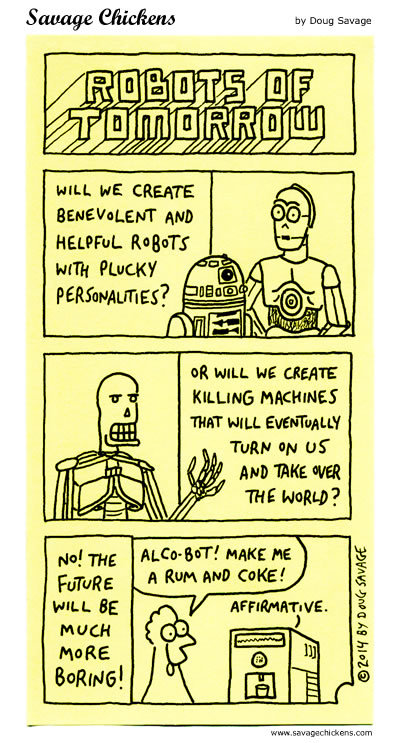 Savage Chickens
by Doug Savage
ROBOTS OF
TOMORROW
WILL WE CREATE
BENEVOLENT AND
HELPFUL ROBOTS
WITH PLUCKY
PERSONALITIES?
OR WILL WE CREATE
KILLING MACHINES
THAT WILL EVENTUALLY
TURN ON US
AND TAKE OVER
THE WORLD?
NO! THE
FUTURE
WILL BE
MUCH
MORE
BORING!
ALCO-BOT! MAKE ME
A RUM AND COKE!
AFFIRMATIVE.
©2014 BY DOUG SAVAGE
www.savagechickens.com